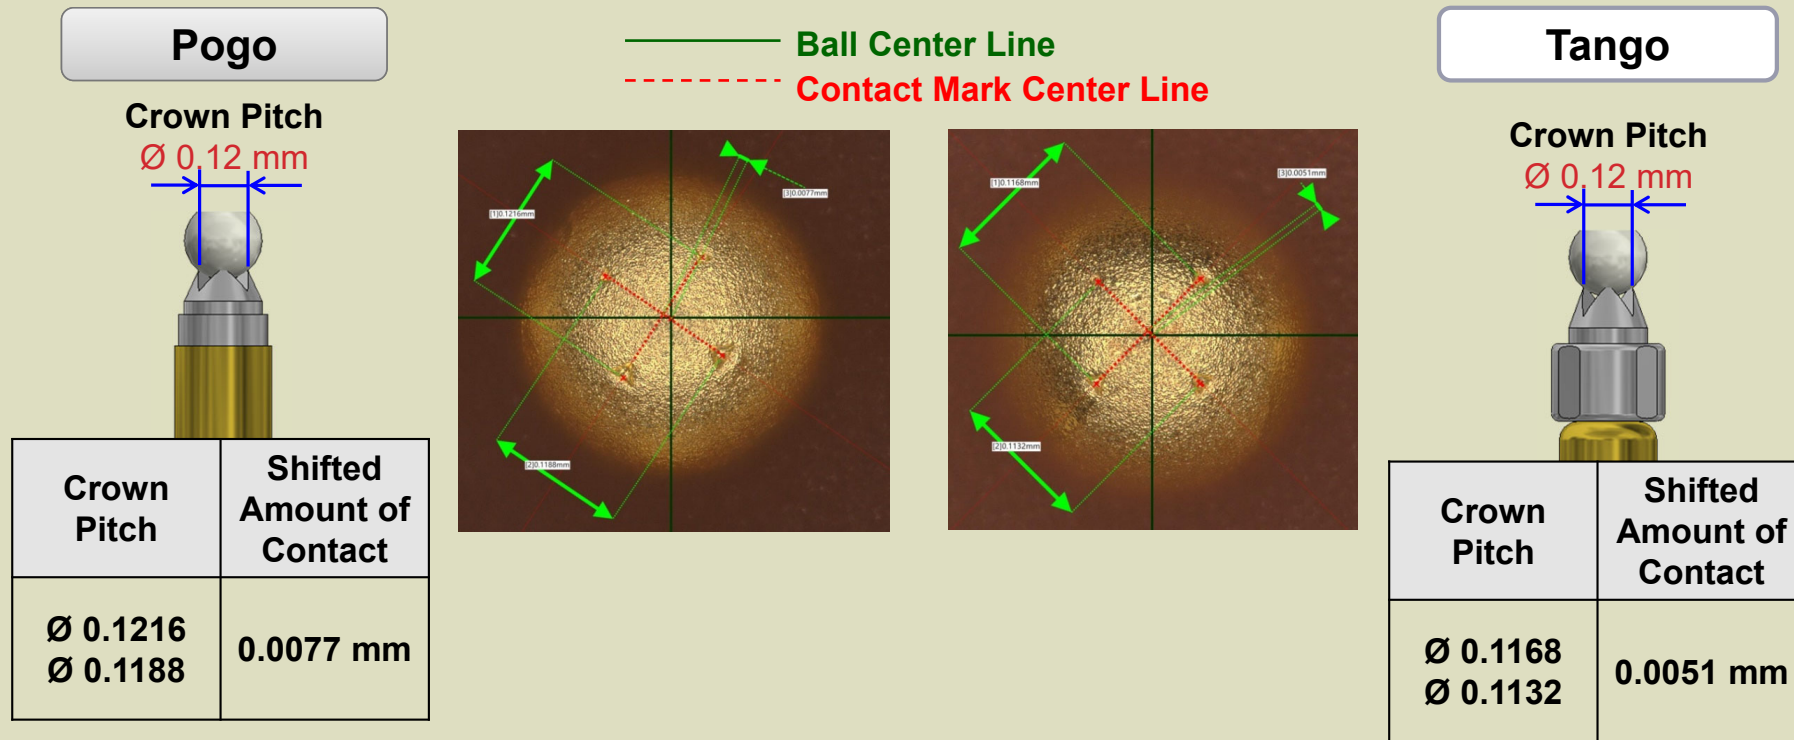 Pogo
Ball Center Line
Contact Mark Center Line
Tango
Crown Pitch
Ø 0.12 mm
[1]0.1216mm
[3]0.0077mm
[2]0.1188mm
[1]0.1168mm
[3]0.0051mm
[2]0.1132mm
Crown Pitch
Ø 0.12 mm
Crown
Pitch
Shifted
Amount of
Contact
Ø 0.1216
Ø 0.1188
0.0077 mm
Crown
Pitch
Shifted
Amount of
Contact
Ø 0.1168
Ø 0.1132
0.0051 mm